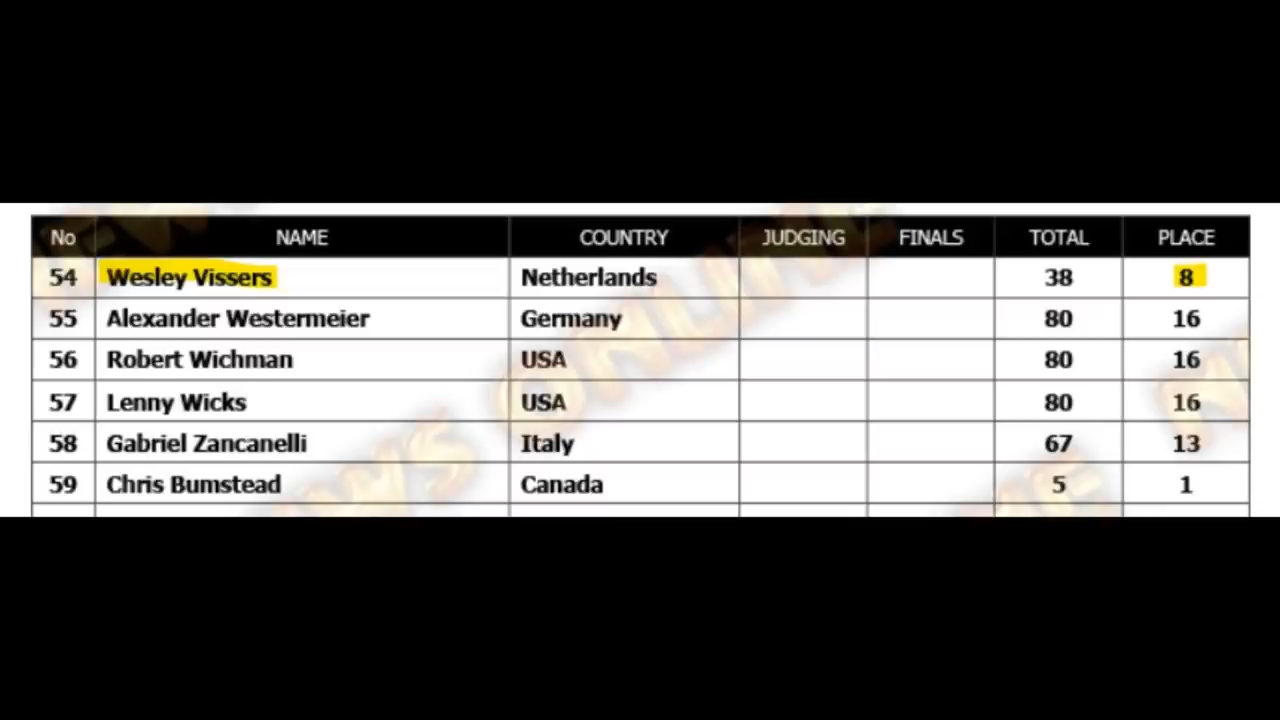 No NAME COUNTRY JUDGING FINALS TOTAL PLACE
54 Wesley Vissers Netherlands 38 8
55 Alexander Westermeier Germany 80 16
56 Robert Wichman USA 80 16
57 Lenny Wicks USA 80 16
58 Gabriel Zancanelli Italy 67 13
59 Chris Bumstead Canada 5 1